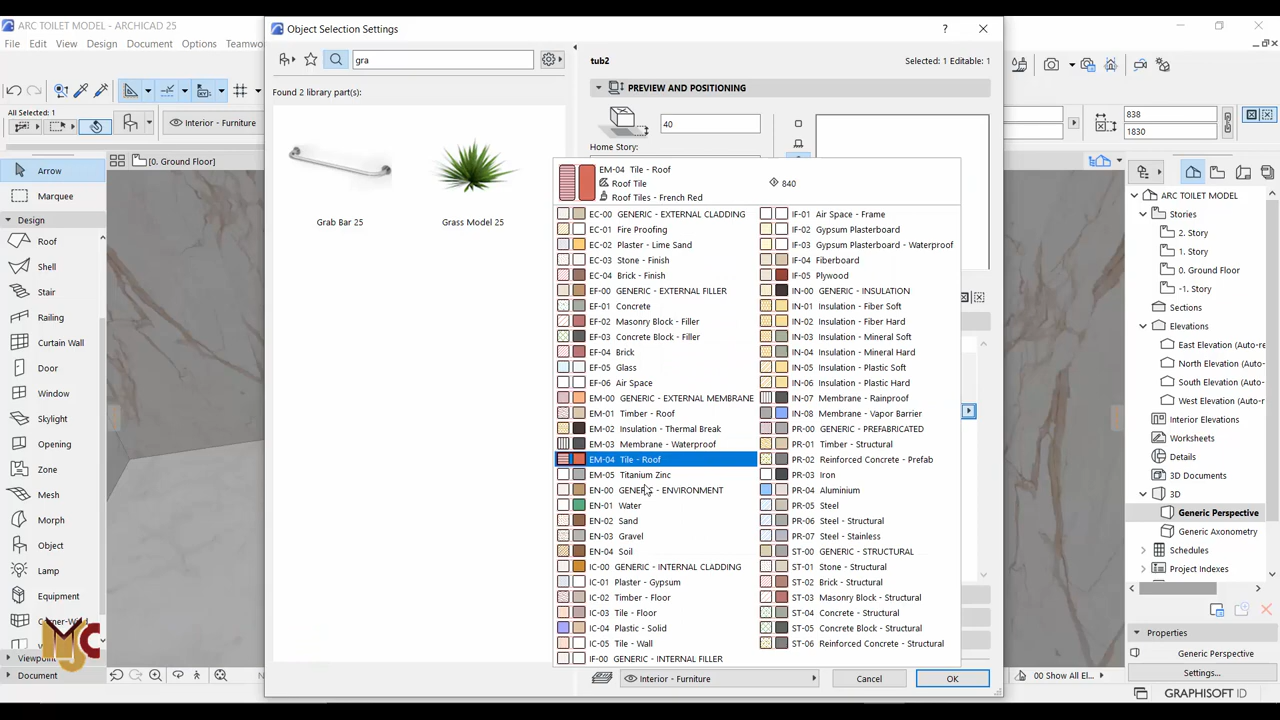 ARC TOILET MODEL - ARCHICAD 25
File Edit View Design Document Options Teamwo
All Selected: 1
Interior - Furniture
[0. Ground Floor]
Arrow
Marquee
Design
Roof
Shell
Stair
Railing
Curtain Wall
Door
Window
Skylight
Opening
Zone
Mesh
Morph
Object
Lamp
Equipment
Document
MJC
Object Selection Settings
?
gra
Found 2 library part(s).
Grab Bar 25
Grass Model 25
tub2
Selected: 1 Editable: 1
PREVIEW AND POSITIONING
40
Home Story:
EM-04 Tile - Roof
Roof Tile
Roof Tiles - French Red
840
EC-00 GENERIC - EXTERNAL CLADDING
EC-01 Fire Proofing
EC-02 Plaster - Lime Sand
EC-03 Stone - Finish
EC-04 Brick - Finish
EF-00 GENERIC - EXTERNAL FILLER
EF-01 Concrete
EF-02 Masonry Block - Filler
EF-03 Concrete Block - Filler
EF-04 Brick
EF-05 Glass
EF-06 Air Space
EM-00 GENERIC - EXTERNAL MEMBRANE
EM-01 Timber - Roof
EM-02 Insulation - Thermal Break
EM-03 Membrane - Waterproof
EM-04 Tile - Roof
EM-05 Titanium Zinc
EN-00 GENERIC - ENVIRONMENT
EN-01 Water
EN-02 Sand
EN-03 Gravel
EN-04 Soil
IC-00 GENERIC - INTERNAL CLADDING
IC-01 Plaster - Gypsum
IC-02 Timber - Floor
IC-03 Tile - Floor
IC-04 Plastic - Solid
IC-05 Tile - Wall
IF-00 GENERIC - INTERNAL FILLER
IF-01 Air Space - Frame
IF-02 Gypsum Plasterboard
IF-03 Gypsum Plasterboard - Waterproof
IF-04 Fiberboard
IF-05 Plywood
IN-00 GENERIC - INSULATION
IN-01 Insulation - Fiber Soft
IN-02 Insulation - Fiber Hard
IN-03 Insulation - Mineral Soft
IN-04 Insulation - Mineral Hard
IN-05 Insulation - Plastic Soft
IN-06 Insulation - Plastic Hard
IN-07 Membrane - Rainproof
IN-08 Membrane - Vapor Barrier
PR-00 GENERIC - PREFABRICATED
PR-01 Timber - Structural
PR-02 Reinforced Concrete - Prefab
PR-03 Iron
PR-04 Aluminium
PR-05 Steel
PR-06 Steel - Structural
PR-07 Steel - Stainless
ST-00 GENERIC - STRUCTURAL
ST-01 Stone - Structural
ST-02 Brick - Structural
ST-03 Masonry Block - Structural
ST-04 Concrete - Structural
ST-05 Concrete Block - Structural
ST-06 Reinforced Concrete - Structural
Interior - Furniture
Cancel
OK
838
1830
ARC TOILET MODEL
Stories
2. Story
1. Story
0. Ground Floor
-1. Story
Sections
Elevations
East Elevation (Auto-re
North Elevation (Auto-r
South Elevation (Auto-r
West Elevation (Auto-r
Interior Elevations
Worksheets
Details
3D Documents
3D
Generic Perspective
Generic Axonometry
Schedules
Project Indexes
Properties
Generic Perspective
Settings...
00 Show All El...
GRAPHISOFT ID